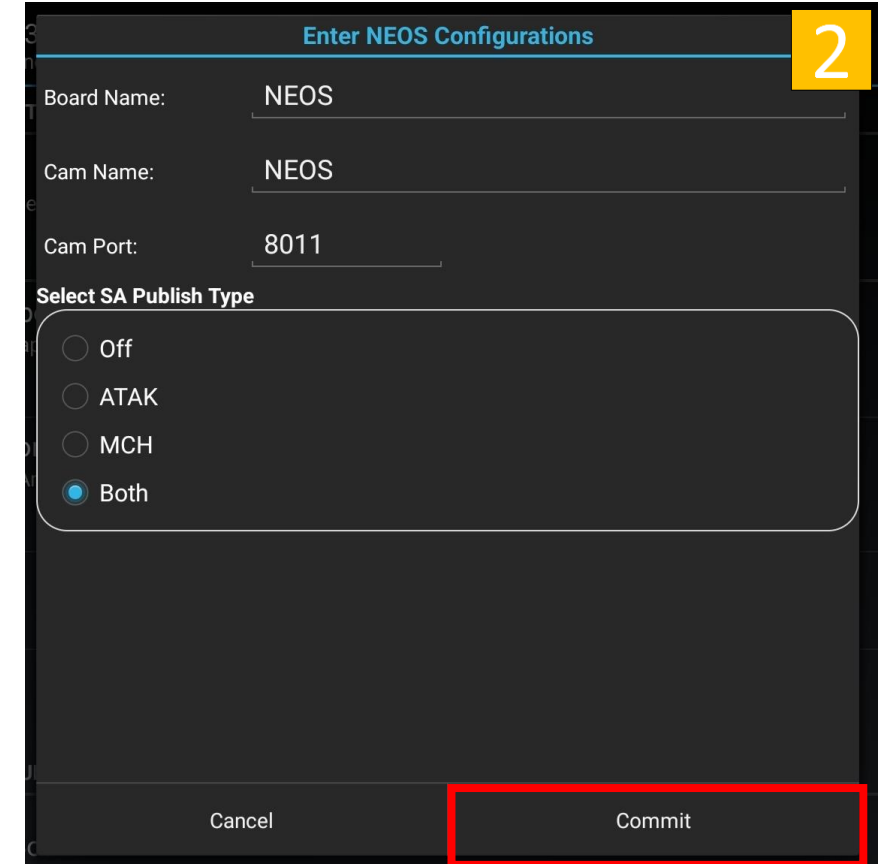 Enter NEOS Configurations
2
Board Name: NEOS
Cam Name: NEOS
Cam Port: 8011
Select SA Publish Type
Off
ATAK
MCH
Both
Cancel Commit